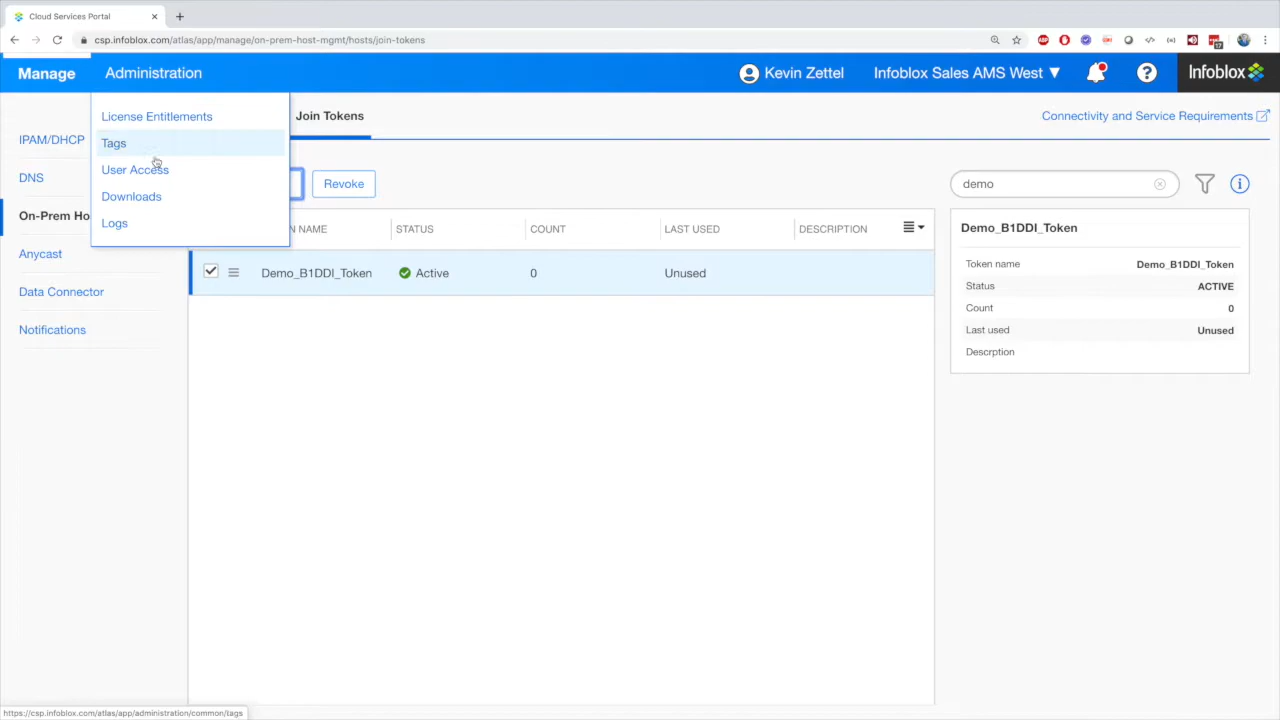 Cloud Services Portal
csp.infoblox.com/atlas/app/manage/on-prem-host-mgmt/hosts/join-tokens
Manage
Administration
Kevin Zettel
Infoblox Sales AMS West ▼
Infoblox
License Entitlements
Tags
User Access
Downloads
Logs
IPAM/DHCP
DNS
On-Prem Ho
Anycast
Data Connector
Notifications
Join Tokens
Connectivity and Service Requirements
Revoke
demo
N NAME
STATUS
COUNT
LAST USED
DESCRIPTION
Demo_B1DDI_Token
Active
0
Unused
Demo_B1DDI_Token
Token name Demo_B1DDI_Token
Status ACTIVE
Count 0
Last used Unused
Descrption
https://csp.infoblox.com/atlas/app/administration/common/tags